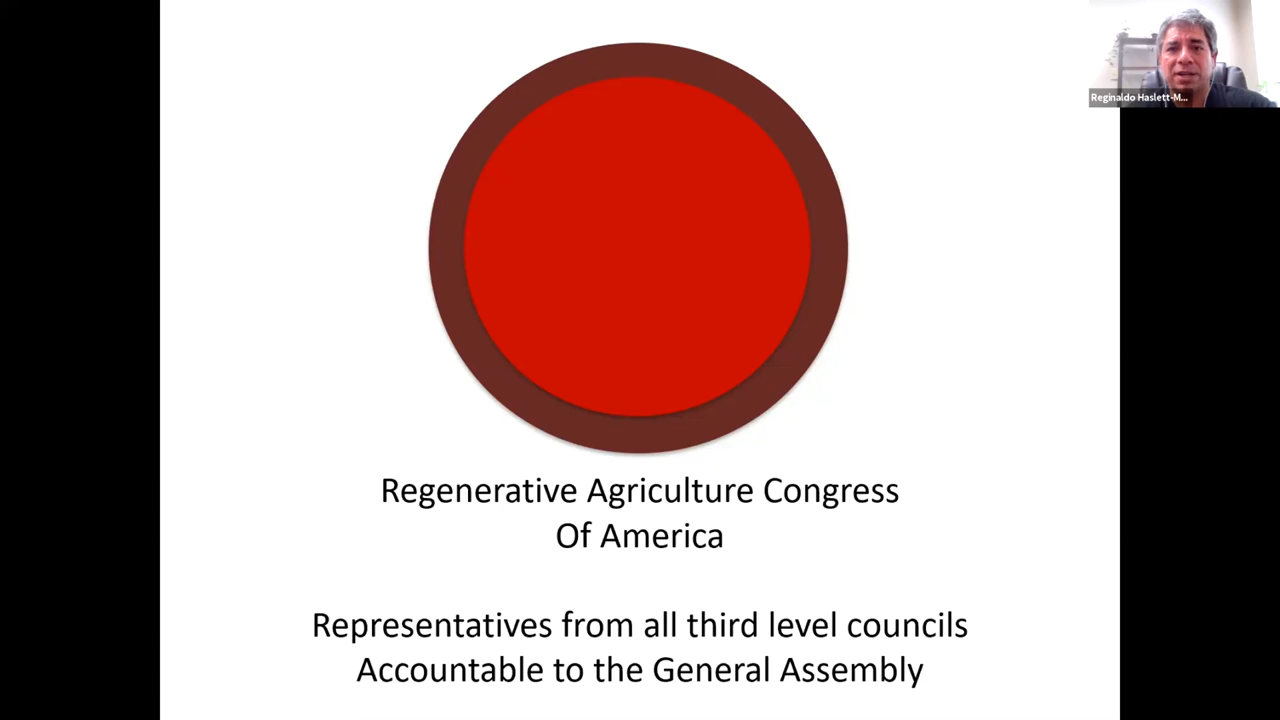 Reginaldo Haslett-M...
Regenerative Agriculture Congress
Of America
Representatives from all third level councils
Accountable to the General Assembly